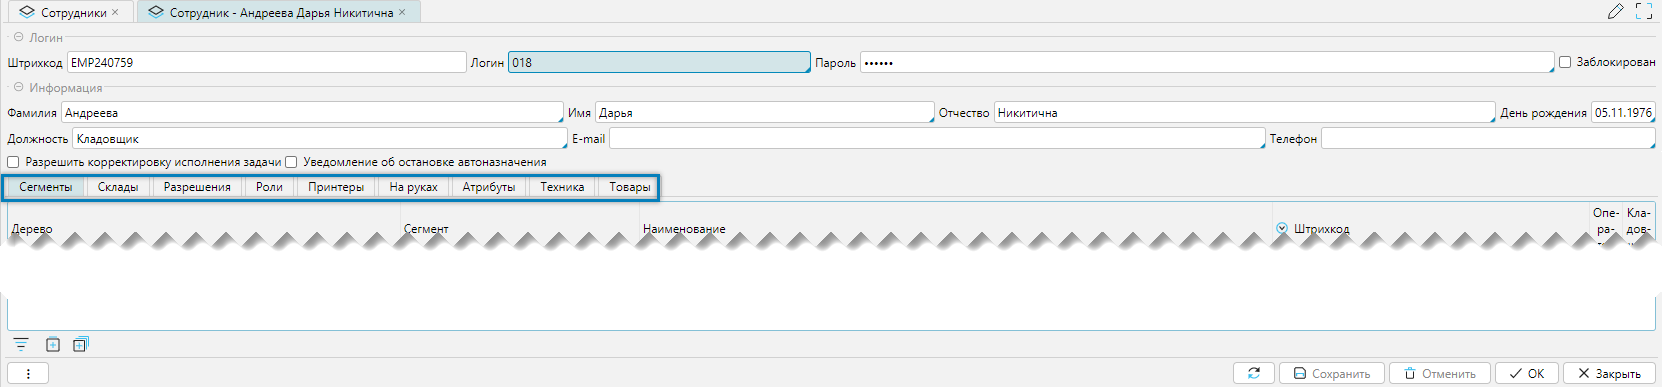 Сотрудники × Сотрудник - Андреева Дарья Никитична ×
Логин
Штрихкод EMP240759 Логин 018 Пароль •••••• Заблокирован
Информация
Фамилия Андреева Имя Дарья Отчество Никитична День рождения 05.11.1976
Должность Кладовщик E-mail Телефон
Разрешить корректировку исполнения задачи Уведомление об остановке автоназначения
Сегменты Склады Разрешения Роли Принтеры На руках Атрибуты Техника Товары
Опе- Кла-
Дерево Сегмент Наименование Штрихкод ра- дов-
Сохранить Отменить OK Закрыть